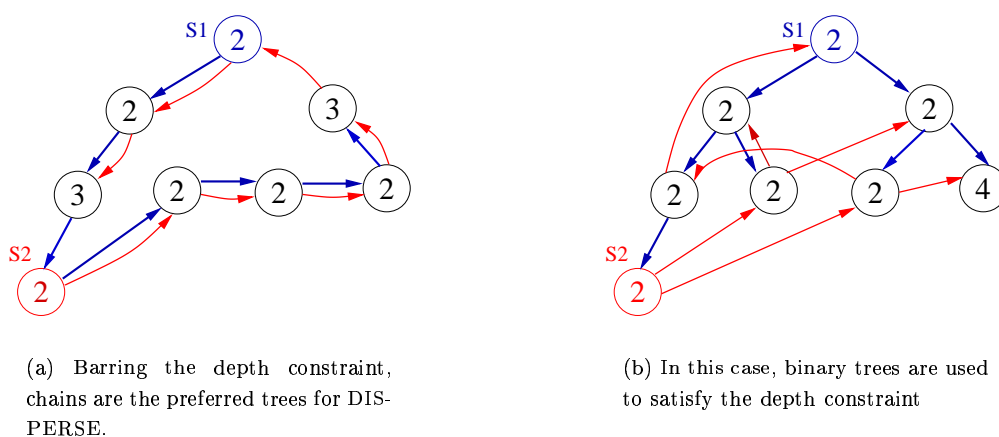 S1
2
2
3
3
2
2
2
S2
2
(a) Barring the depth constraint,
chains are the preferred trees for DIS-
PERSE.
S1
2
2
2
2
2
2
4
S2
2
(b) In this case, binary trees are used
to satisfy the depth constraint